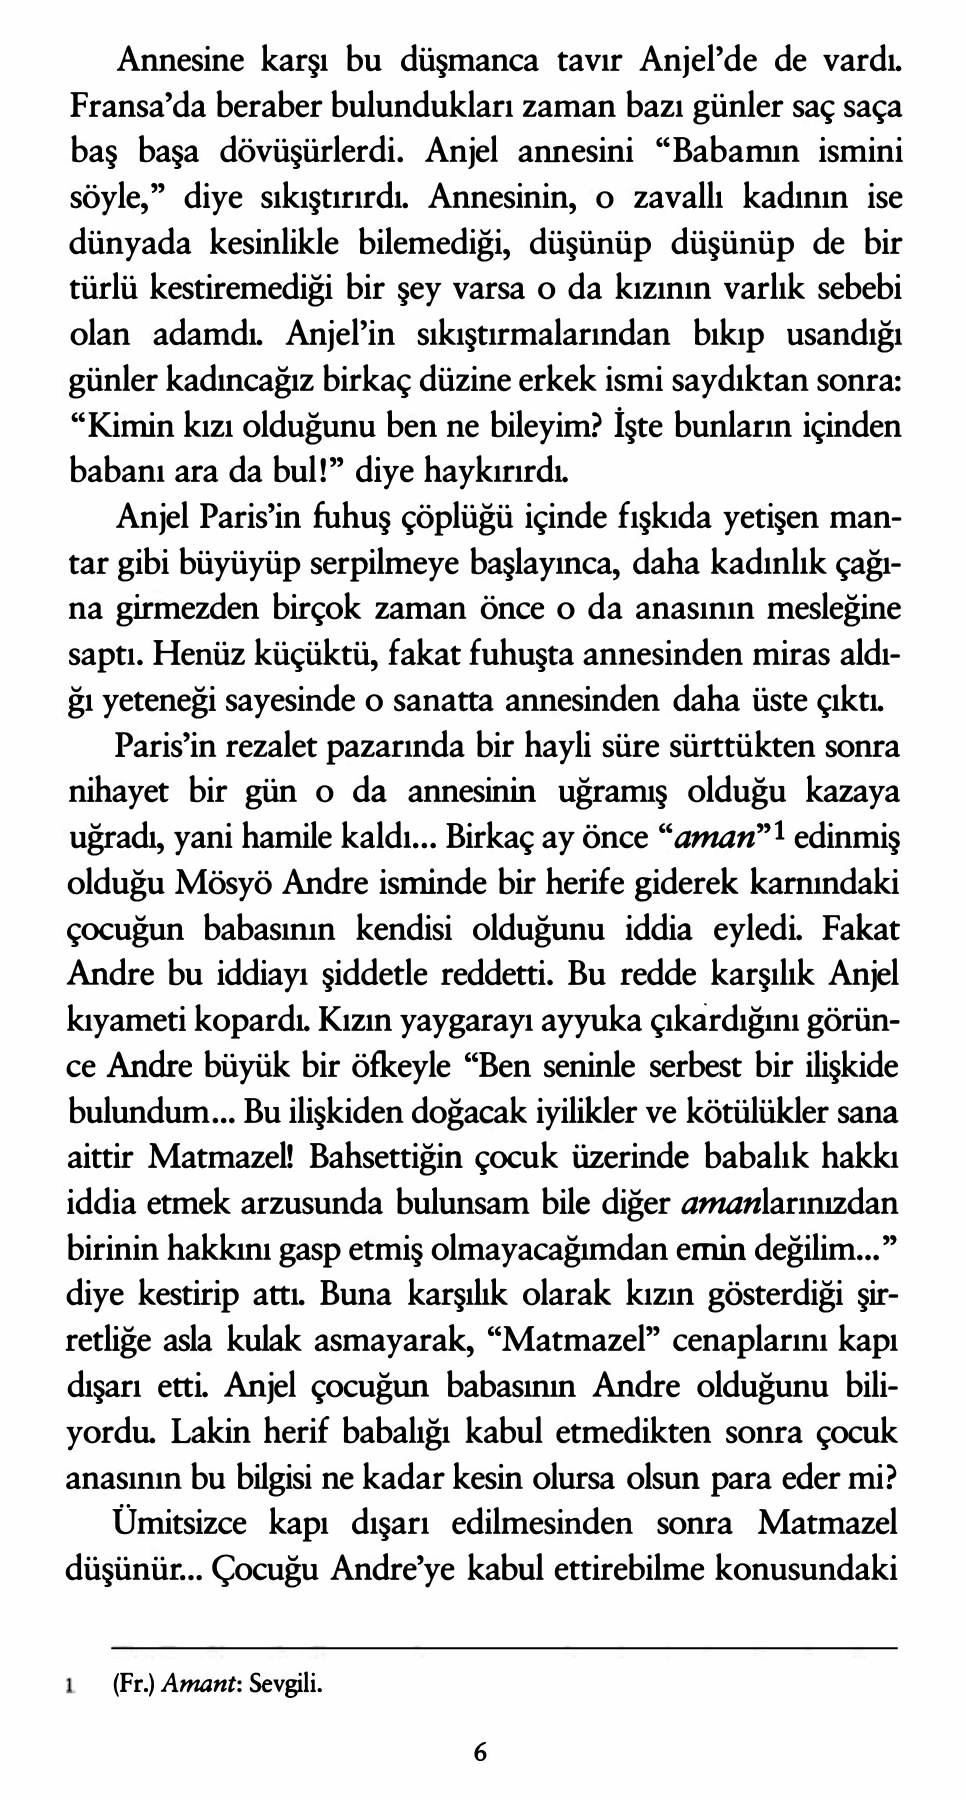 Annesine karşı bu düşmanca tavır Anjel’de de vardı.
Fransa’da beraber bulundukları zaman bazı günler saç saça
baş başa dövüşürlerdi. Anjel annesini “Babamın ismini
söyle,” diye sıkıştırırdı. Annesinin, o zavallı kadının ise
dünyada kesinlikle bilemediği, düşünüp düşünüp de bir
türlü kestiremediği bir şey varsa o da kızının varlık sebebi
olan adamdı. Anjel’in sıkıştırmalarından bıkıp usandığı
günler kadıncağız birkaç düzine erkek ismi saydıktan sonra:
“Kimin kızı olduğunu ben ne bileyim? İşte bunların içinden
babanı ara da bul!” diye haykırırdı.
Anjel Paris’in fuhuş çöplüğü içinde fışkıda yetişen man-
tar gibi büyüyüp serpilmeye başlayınca, daha kadınlık çağı-
na girmezden birçok zaman önce o da anasının mesleğine
saptı. Henüz küçüktü, fakat fuhuşta annesinden miras aldı-
ğı yeteneği sayesinde o sanatta annesinden daha üste çıktı.
Paris’in rezalet pazarında bir hayli süre sürttükten sonra
nihayet bir gün o da annesinin uğramış olduğu kazaya
uğradı, yani hamile kaldı... Birkaç ay önce “aman”1 edinmiş
olduğu Mösyö Andre isminde bir herife giderek karnındaki
çocuğun babasının kendisi olduğunu iddia eyledi. Fakat
Andre bu iddiayı şiddetle reddetti. Bu redde karşılık Anjel
kıyameti kopardı. Kızın yaygarayı ayyuka çıkardığını görün-
ce Andre büyük bir öfkeyle “Ben seninle serbest bir ilişkide
bulundum... Bu ilişkiden doğacak iyilikler ve kötülükler sana
aittir Matmazel! Bahsettiğin çocuk üzerinde babalık hakkı
iddia etmek arzusunda bulunsam bile diğer amanlarınızdan
birinin hakkını gasp etmiş olmayacağımdan emin değilim...”
diye kestirip attı. Buna karşılık olarak kızın gösterdiği şir-
retliğe asla kulak asmayarak, “Matmazel” cenaplarını kapı
dışarı etti. Anjel çocuğun babasının Andre olduğunu bili-
yordu. Lakin herif babalığı kabul etmedikten sonra çocuk
anasının bu bilgisi ne kadar kesin olursa olsun para eder mi?
Ümitsizce kapı dışarı edilmesinden sonra Matmazel
düşünür... Çocuğu Andre’ye kabul ettirebilme konusundaki
1 (Fr.) Amant: Sevgili.
6